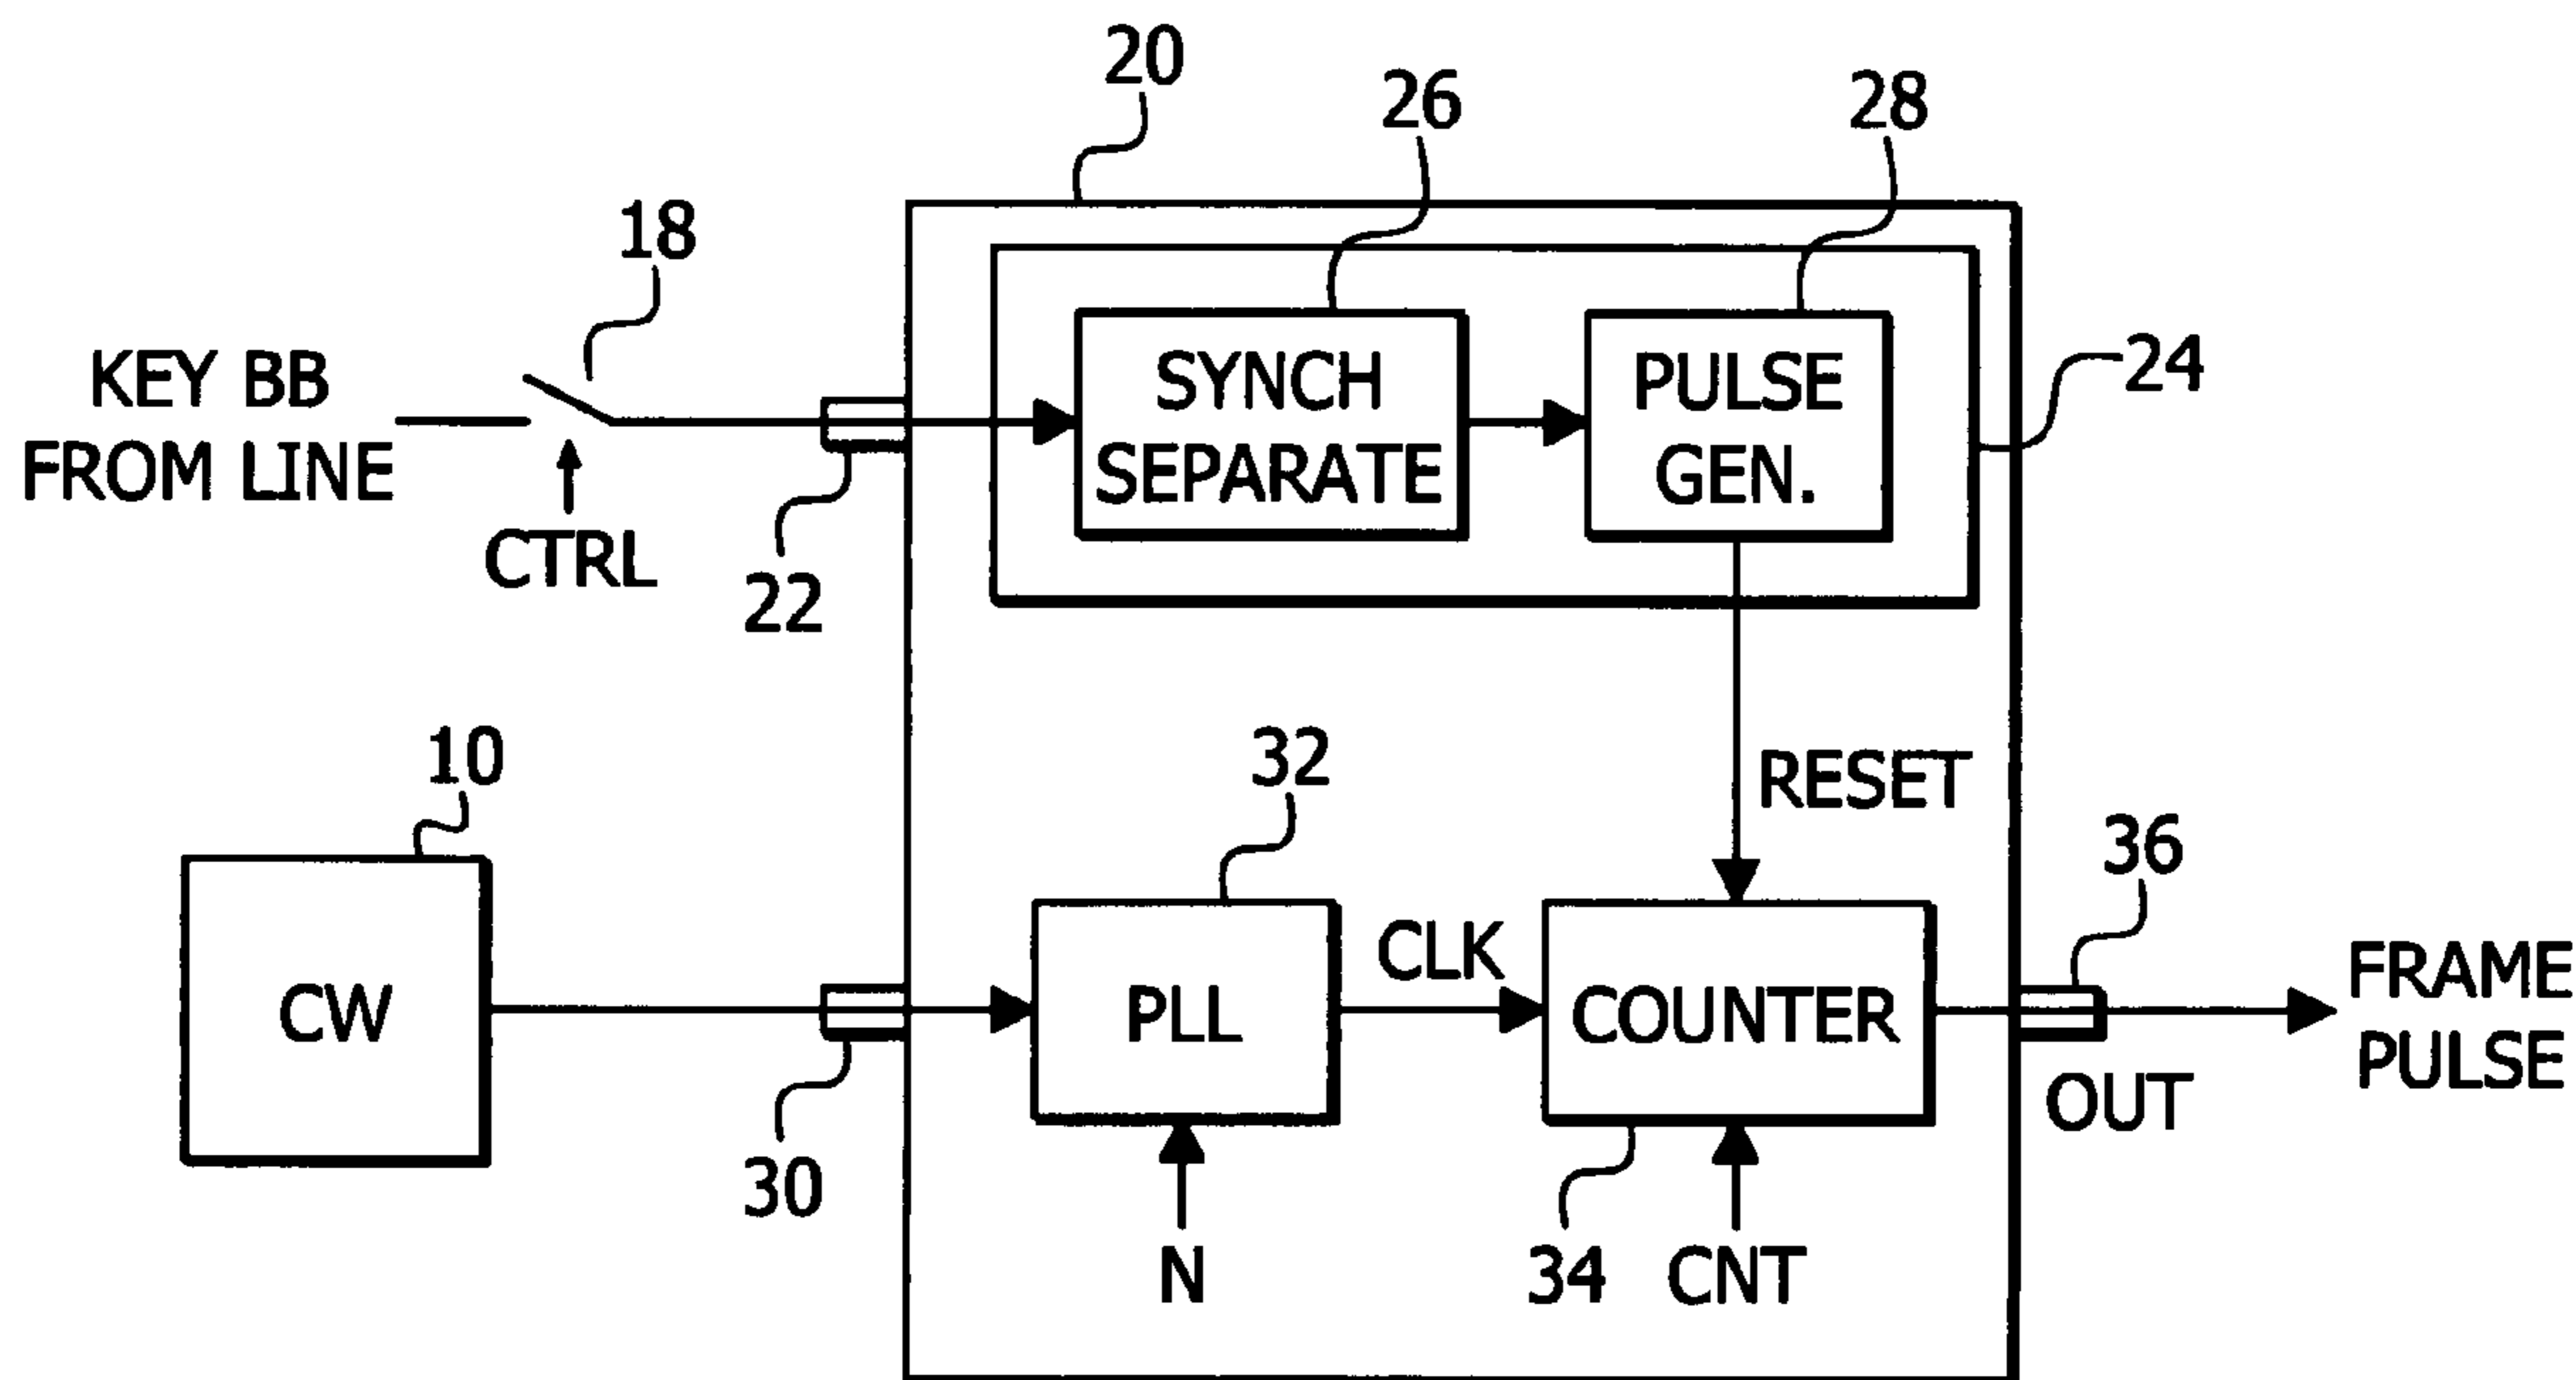 20
26
28
18
KEY BB
FROM LINE
CTRL
22
SYNCH
SEPARATE
PULSE
GEN.
24
RESET
10
CW
30
32
PLL
N
CLK
COUNTER
34
CNT
36
OUT
FRAME
PULSE